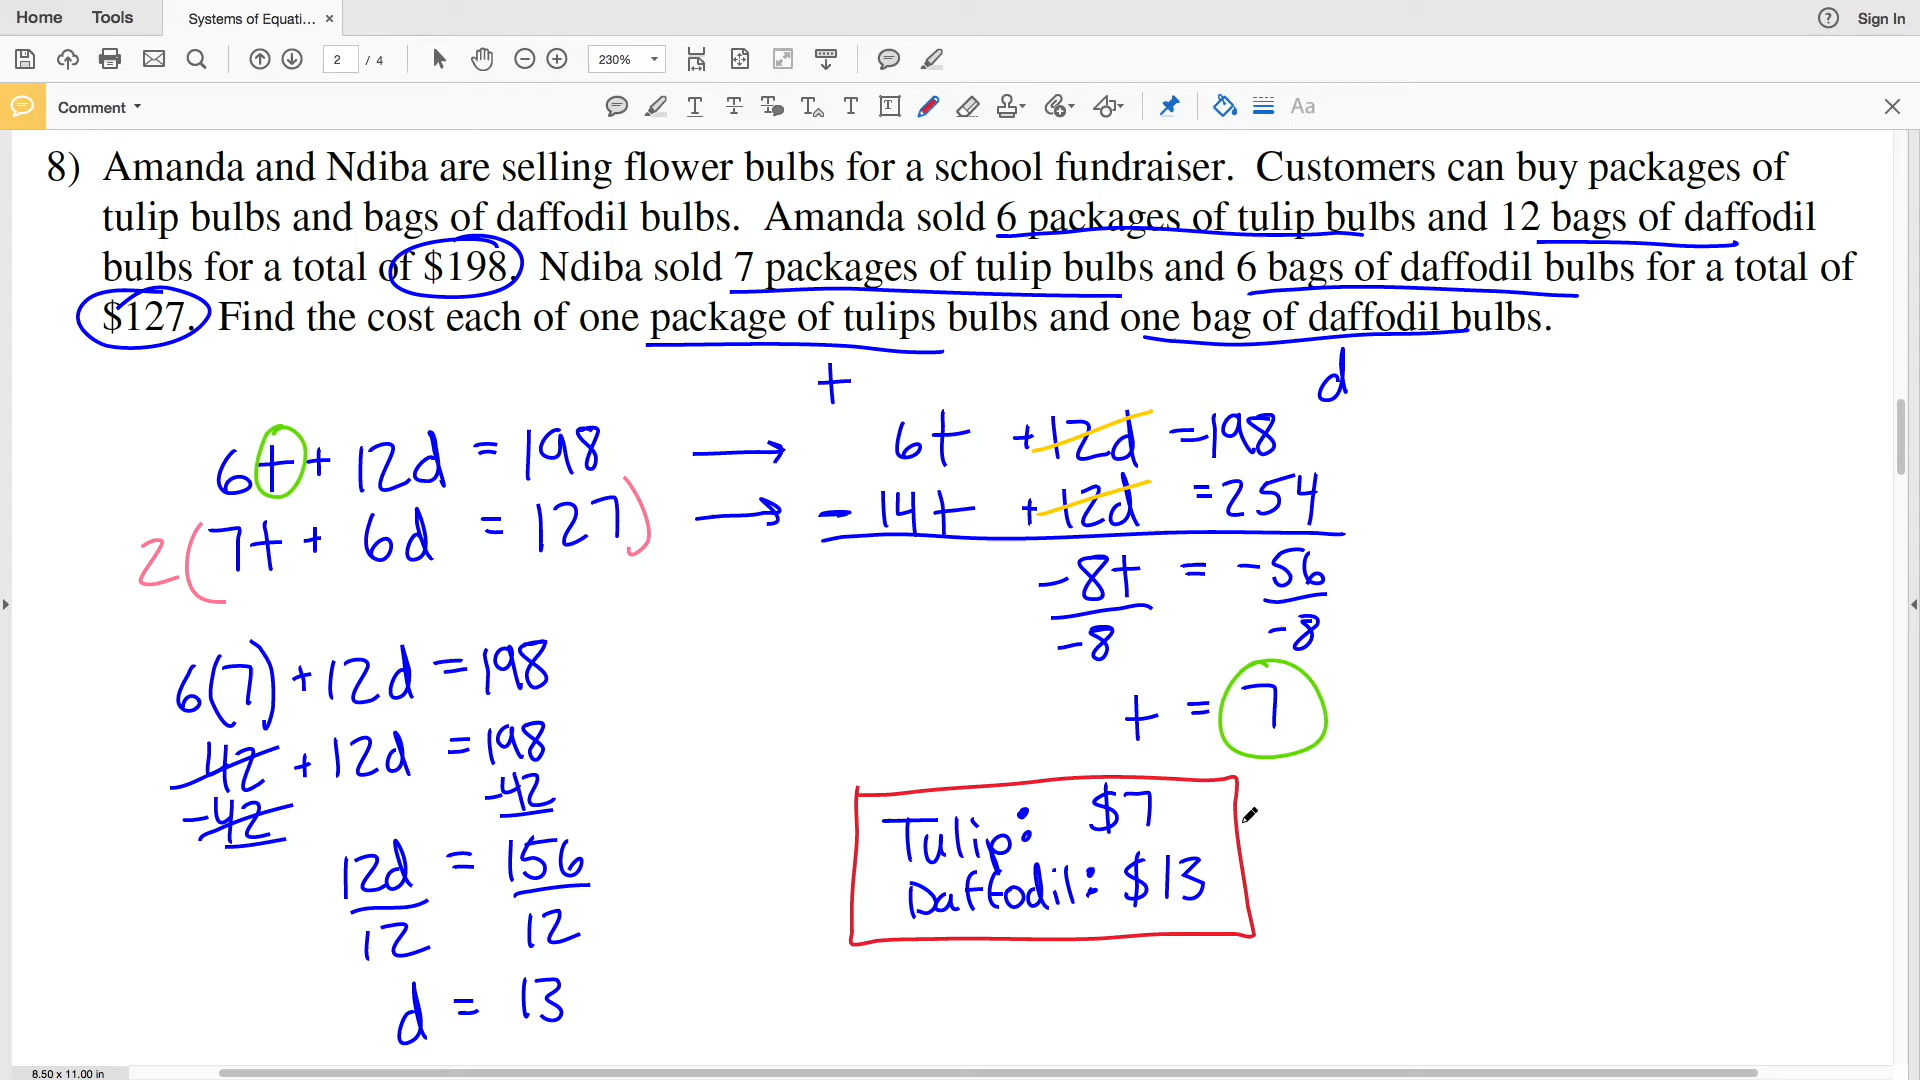 Home Tools Systems of Equati... × Sign In
2 / 4 230%
Comment Aa
8) Amanda and Ndiba are selling flower bulbs for a school fundraiser. Customers can buy packages of
tulip bulbs and bags of daffodil bulbs. Amanda sold 6 packages of tulip bulbs and 12 bags of daffodil
bulbs for a total of $198. Ndiba sold 7 packages of tulip bulbs and 6 bags of daffodil bulbs for a total of
$127. Find the cost each of one package of tulips bulbs and one bag of daffodil bulbs.
t d
6t + 12d = 198 → 6t + 12d = 198
2(7t + 6d = 127) → - 14t + 12d = 254
-8t = -56
-8 -8
t = 7
6(7) + 12d = 198
42 + 12d = 198
-42 -42
12d = 156
12 12
d = 13
Tulip: $7
Daffodil: $13
8.50 x 11.00 in